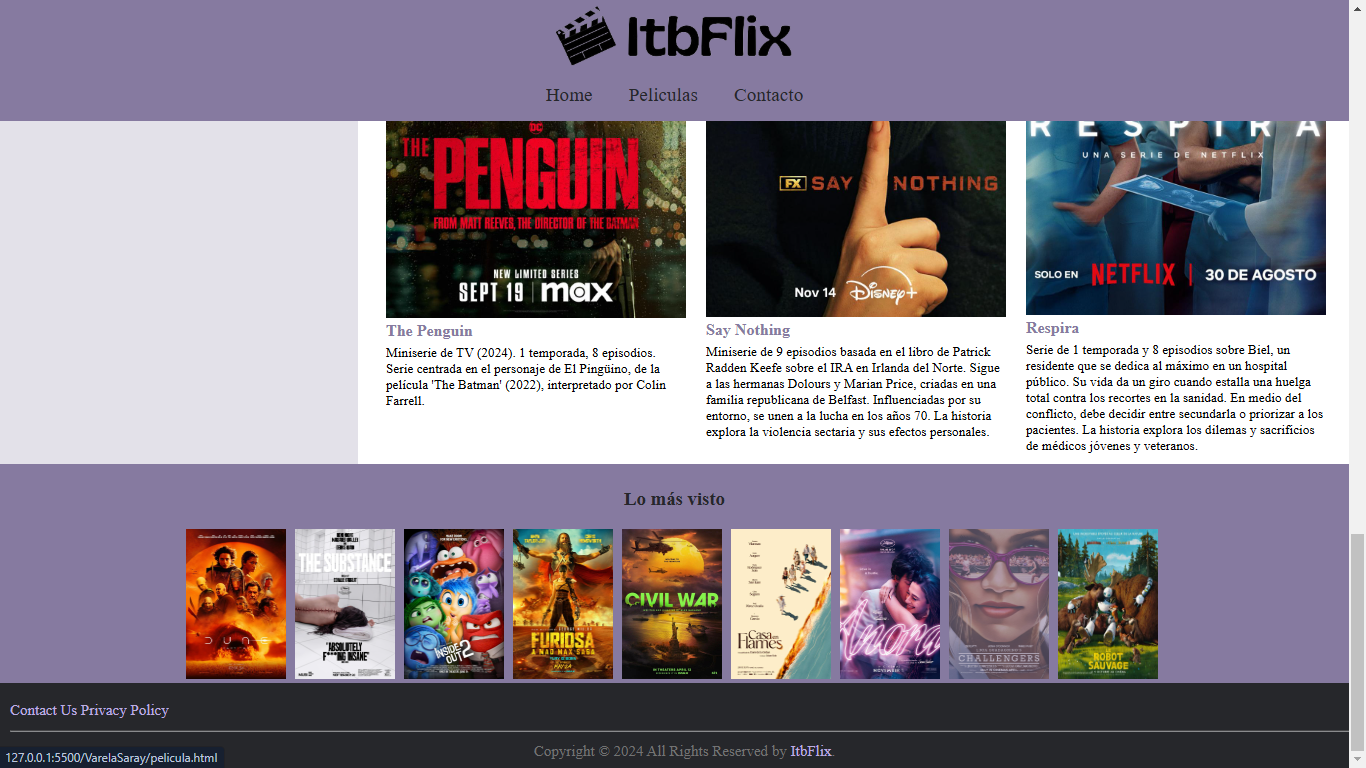 ItbFlix
Home Peliculas Contacto
DC
THE
PENGUIN
FROM MATT REEVES, THE DIRECTOR OF THE BATMAN
NEW LIMITED SERIES
SEPT 19 | max
FX SAY NOTHING
Nov 14 Disney+
RESPIRA
UNA SERIE DE NETFLIX
SOLO EN NETFLIX | 30 DE AGOSTO
The Penguin
Miniserie de TV (2024). 1 temporada, 8 episodios.
Serie centrada en el personaje de El Pingüino, de la
película 'The Batman' (2022), interpretado por Colin
Farrell.
Say Nothing
Miniserie de 9 episodios basada en el libro de Patrick
Radden Keefe sobre el IRA en Irlanda del Norte. Sigue
a las hermanas Dolours y Marian Price, criadas en una
familia republicana de Belfast. Influenciadas por su
entorno, se unen a la lucha en los años 70. La historia
explora la violencia sectaria y sus efectos personales.
Respira
Serie de 1 temporada y 8 episodios sobre Biel, un
residente que se dedica al máximo en un hospital
público. Su vida da un giro cuando estalla una huelga
total contra los recortes en la sanidad. En medio del
conflicto, debe decidir entre secundarla o priorizar a los
pacientes. La historia explora los dilemas y sacrificios
de médicos jóvenes y veteranos.
Lo más visto
DUN
THE SUBSTANCE
"ABSOLUTELY
F***ING INSANE"
INSIDE
OUT 2
FURIOSA
A MAD MAX SAGA
CIVIL WAR
Casa en
Flames
Anora
CHALLENGERS
ROBOT
SAUVAGE
Contact Us Privacy Policy
Copyright © 2024 All Rights Reserved by ItbFlix.
127.0.0.1:5500/VarelaSaray/pelicula.html